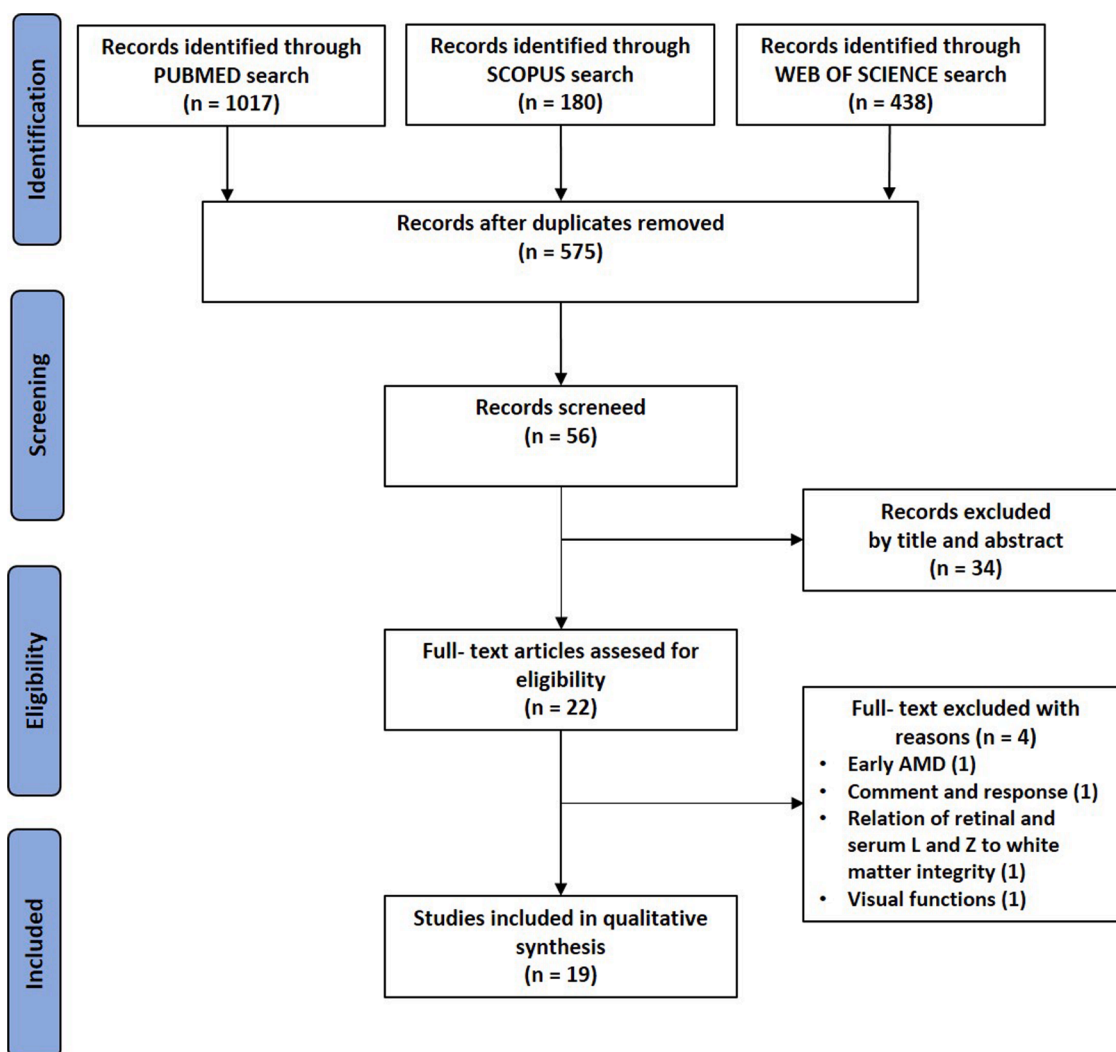 Identification
Records identified through
PUBMED search
(n = 1017)
Records identified through
SCOPUS search
(n = 180)
Records identified through
WEB OF SCIENCE search
(n = 438)
Records after duplicates removed
(n = 575)
Screening
Records screneed
(n = 56)
Records excluded
by title and abstract
(n = 34)
Eligibility
Full- text articles assesed for
eligibility
(n = 22)
Full- text excluded with
reasons (n = 4)
• Early AMD (1)
• Comment and response (1)
• Relation of retinal and
serum L and Z to white
matter integrity (1)
• Visual functions (1)
Included
Studies included in qualitative
synthesis
(n = 19)